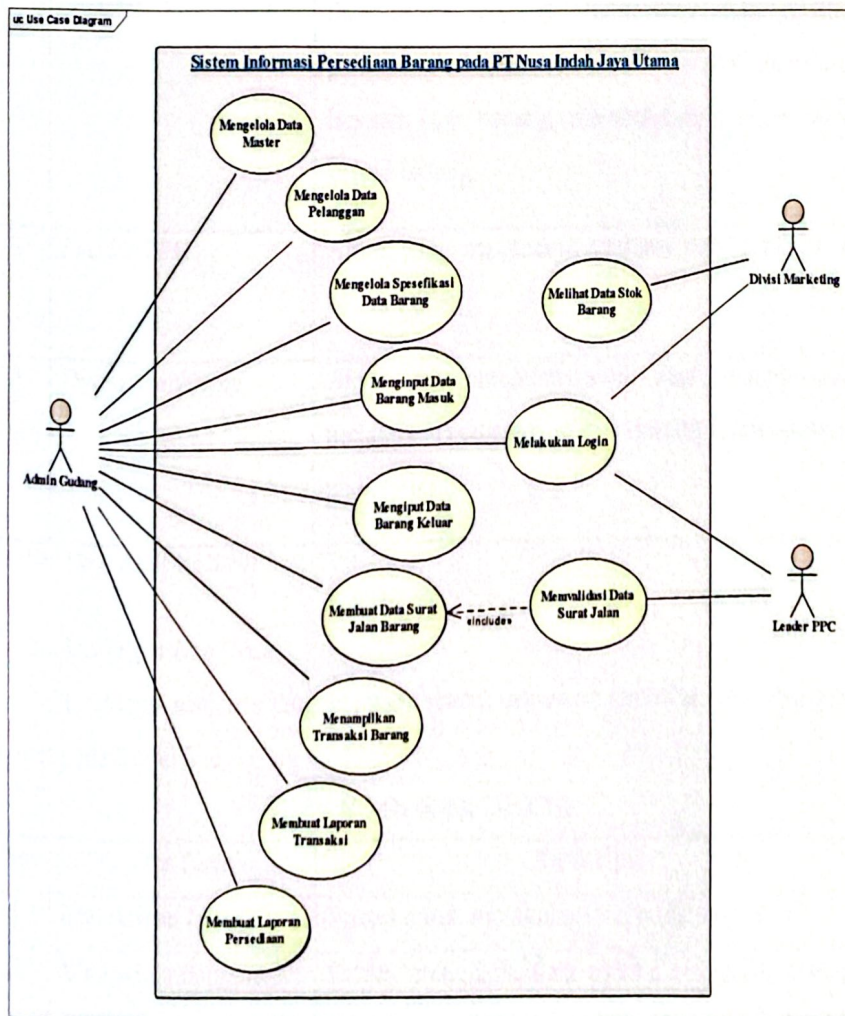 uc Use Case Diagram
Sistem Informasi Persediaan Barang pada PT Nusa Indah Jaya Utama
Mengelola Data
Master
Mengelola Data
Pelanggan
Mengelola Spesefikasi
Data Barang
Melihat Data Stok
Barang
Divisi Marketing
Menginput Data
Barang Masuk
Melakukan Login
Admin Gudang
Mengiput Data
Barang Keluar
Membuat Data Surat
Jalan Barang
«include»
Memvalidasi Data
Surat Jalan
Leader PPC
Menampilkan
Transaksi Barang
Membuat Laporan
Transaksi
Membuat Laporan
Persediaan